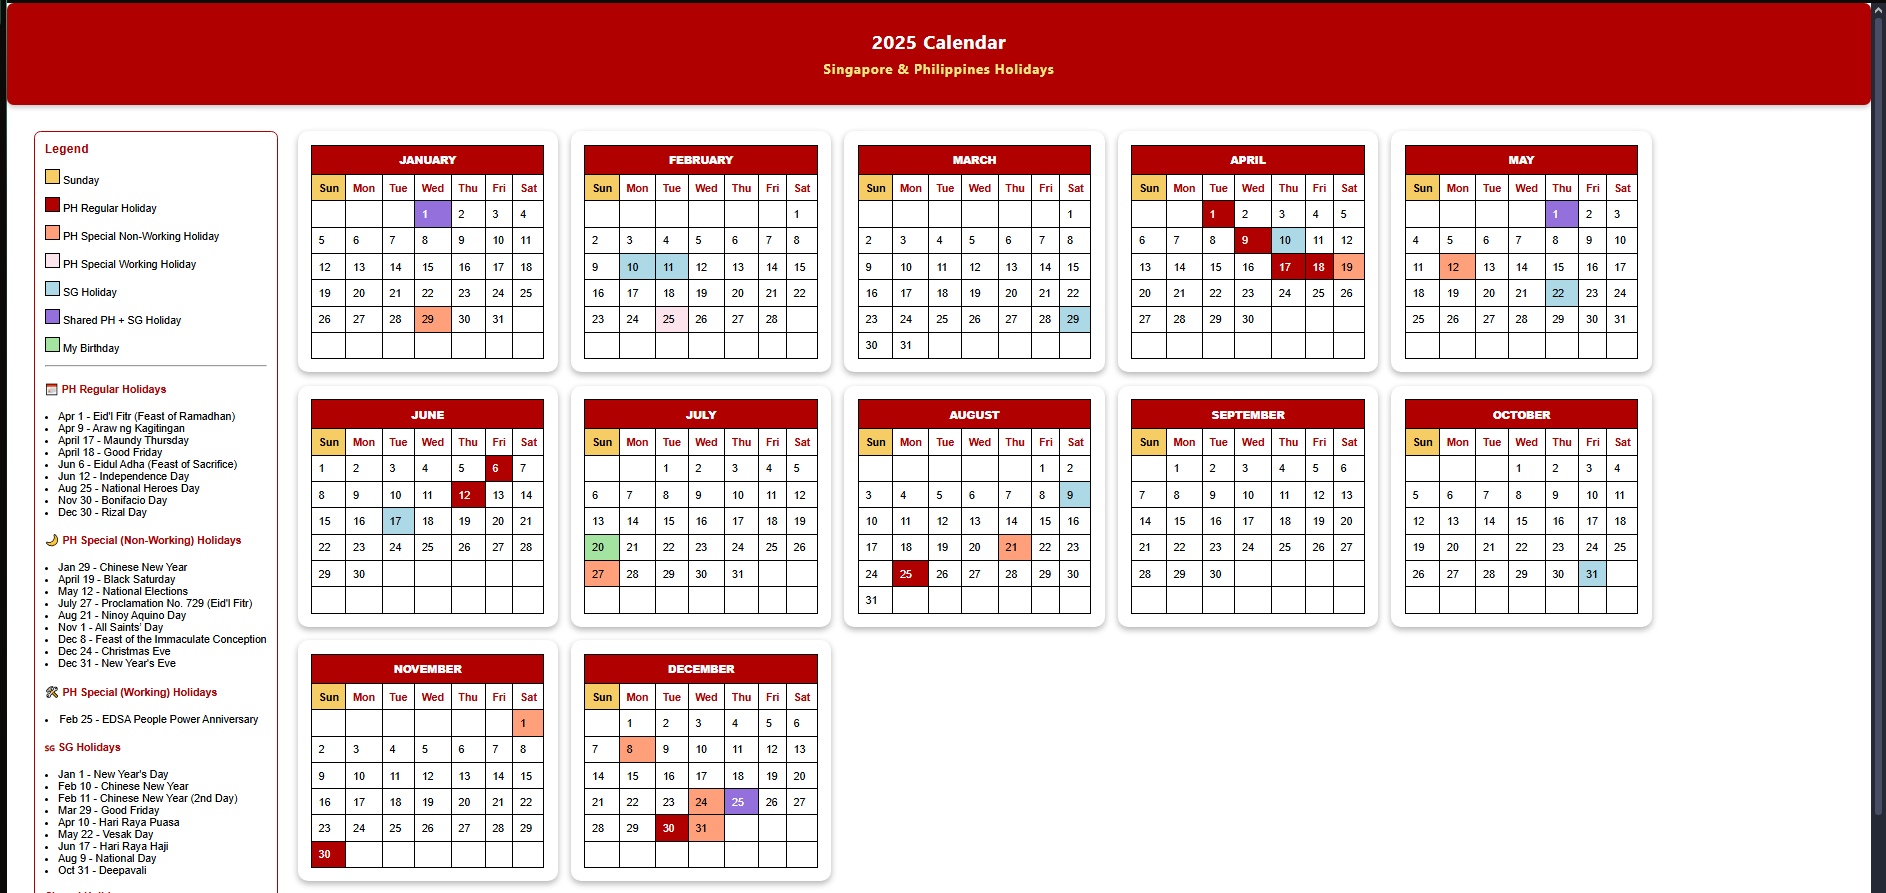 2025 Calendar
Singapore & Philippines Holidays
Legend
Sunday
PH Regular Holiday
PH Special Non-Working Holiday
PH Special Working Holiday
SG Holiday
Shared PH + SG Holiday
My Birthday
PH Regular Holidays
• Apr 1 - Eid'l Fitr (Feast of Ramadhan)
• Apr 9 - Araw ng Kagitingan
• April 17 - Maundy Thursday
• April 18 - Good Friday
• Jun 6 - Eidul Adha (Feast of Sacrifice)
• Jun 12 - Independence Day
• Aug 25 - National Heroes Day
• Nov 30 - Bonifacio Day
• Dec 30 - Rizal Day
PH Special (Non-Working) Holidays
• Jan 29 - Chinese New Year
• April 19 - Black Saturday
• May 12 - National Elections
• July 27 - Proclamation No. 729 (Eid'l Fitr)
• Aug 21 - Ninoy Aquino Day
• Nov 1 - All Saints' Day
• Dec 8 - Feast of the Immaculate Conception
• Dec 24 - Christmas Eve
• Dec 31 - New Year's Eve
PH Special (Working) Holidays
• Feb 25 - EDSA People Power Anniversary
SG SG Holidays
• Jan 1 - New Year's Day
• Feb 10 - Chinese New Year
• Feb 11 - Chinese New Year (2nd Day)
• Mar 29 - Good Friday
• Apr 10 - Hari Raya Puasa
• May 22 - Vesak Day
• Jun 17 - Hari Raya Haji
• Aug 9 - National Day
• Oct 31 - Deepavali
JANUARY
Sun Mon Tue Wed Thu Fri Sat
1 2 3 4
5 6 7 8 9 10 11
12 13 14 15 16 17 18
19 20 21 22 23 24 25
26 27 28 29 30 31
FEBRUARY
Sun Mon Tue Wed Thu Fri Sat
1
2 3 4 5 6 7 8
9 10 11 12 13 14 15
16 17 18 19 20 21 22
23 24 25 26 27 28
MARCH
Sun Mon Tue Wed Thu Fri Sat
1
2 3 4 5 6 7 8
9 10 11 12 13 14 15
16 17 18 19 20 21 22
23 24 25 26 27 28 29
30 31
APRIL
Sun Mon Tue Wed Thu Fri Sat
1 2 3 4 5
6 7 8 9 10 11 12
13 14 15 16 17 18 19
20 21 22 23 24 25 26
27 28 29 30
MAY
Sun Mon Tue Wed Thu Fri Sat
1 2 3
4 5 6 7 8 9 10
11 12 13 14 15 16 17
18 19 20 21 22 23 24
25 26 27 28 29 30 31
JUNE
Sun Mon Tue Wed Thu Fri Sat
1 2 3 4 5 6 7
8 9 10 11 12 13 14
15 16 17 18 19 20 21
22 23 24 25 26 27 28
29 30
JULY
Sun Mon Tue Wed Thu Fri Sat
1 2 3 4 5
6 7 8 9 10 11 12
13 14 15 16 17 18 19
20 21 22 23 24 25 26
27 28 29 30 31
AUGUST
Sun Mon Tue Wed Thu Fri Sat
1 2
3 4 5 6 7 8 9
10 11 12 13 14 15 16
17 18 19 20 21 22 23
24 25 26 27 28 29 30
31
SEPTEMBER
Sun Mon Tue Wed Thu Fri Sat
1 2 3 4 5 6
7 8 9 10 11 12 13
14 15 16 17 18 19 20
21 22 23 24 25 26 27
28 29 30
OCTOBER
Sun Mon Tue Wed Thu Fri Sat
1 2 3 4
5 6 7 8 9 10 11
12 13 14 15 16 17 18
19 20 21 22 23 24 25
26 27 28 29 30 31
NOVEMBER
Sun Mon Tue Wed Thu Fri Sat
1
2 3 4 5 6 7 8
9 10 11 12 13 14 15
16 17 18 19 20 21 22
23 24 25 26 27 28 29
30
DECEMBER
Sun Mon Tue Wed Thu Fri Sat
1 2 3 4 5 6
7 8 9 10 11 12 13
14 15 16 17 18 19 20
21 22 23 24 25 26 27
28 29 30 31